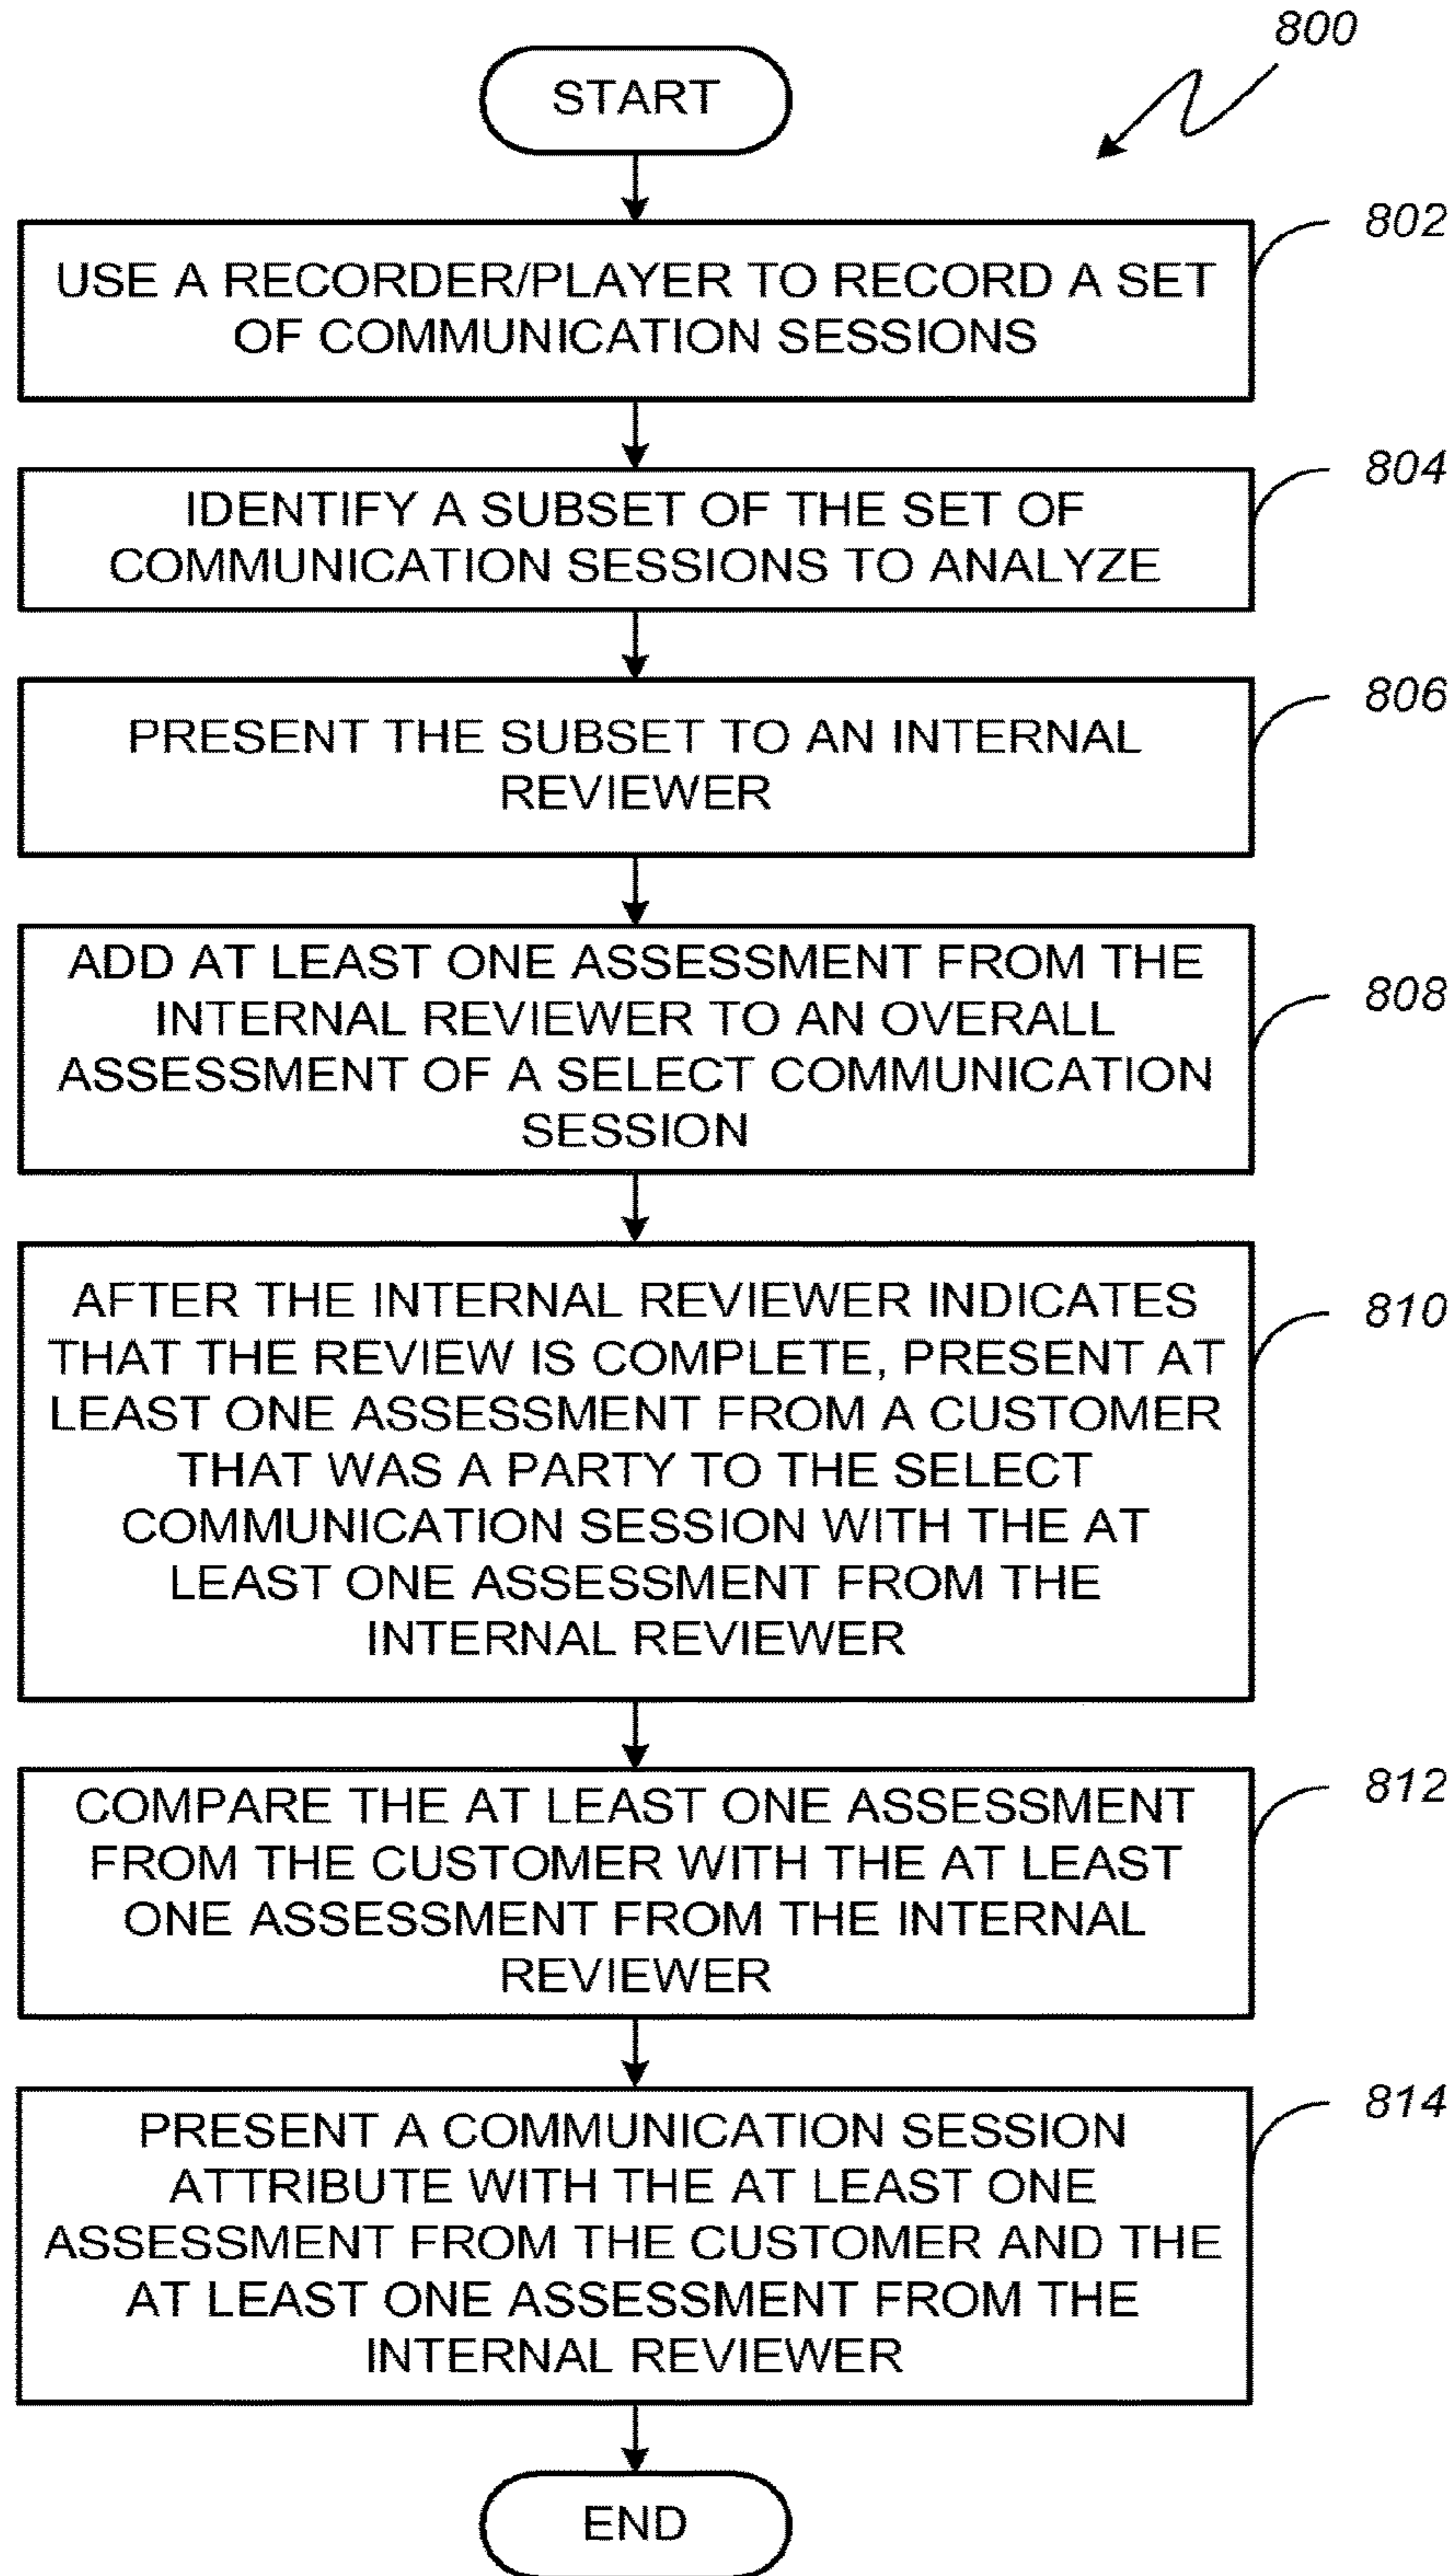 800
START
802
USE A RECORDER/PLAYER TO RECORD A SET
OF COMMUNICATION SESSIONS
804
IDENTIFY A SUBSET OF THE SET OF
COMMUNICATION SESSIONS TO ANALYZE
806
PRESENT THE SUBSET TO AN INTERNAL
REVIEWER
808
ADD AT LEAST ONE ASSESSMENT FROM THE
INTERNAL REVIEWER TO AN OVERALL
ASSESSMENT OF A SELECT COMMUNICATION
SESSION
810
AFTER THE INTERNAL REVIEWER INDICATES
THAT THE REVIEW IS COMPLETE, PRESENT AT
LEAST ONE ASSESSMENT FROM A CUSTOMER
THAT WAS A PARTY TO THE SELECT
COMMUNICATION SESSION WITH THE AT
LEAST ONE ASSESSMENT FROM THE
INTERNAL REVIEWER
812
COMPARE THE AT LEAST ONE ASSESSMENT
FROM THE CUSTOMER WITH THE AT LEAST
ONE ASSESSMENT FROM THE INTERNAL
REVIEWER
814
PRESENT A COMMUNICATION SESSION
ATTRIBUTE WITH THE AT LEAST ONE
ASSESSMENT FROM THE CUSTOMER AND THE
AT LEAST ONE ASSESSMENT FROM THE
INTERNAL REVIEWER
END